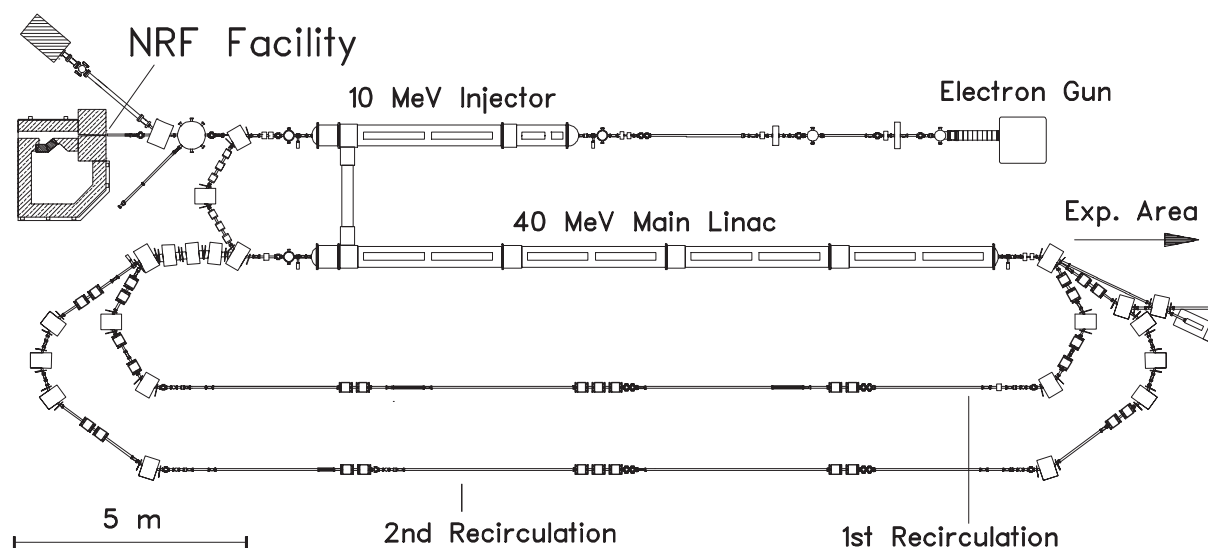 NRF Facility
10 MeV Injector
Electron Gun
40 MeV Main Linac
Exp. Area
5 m
2nd Recirculation
1st Recirculation